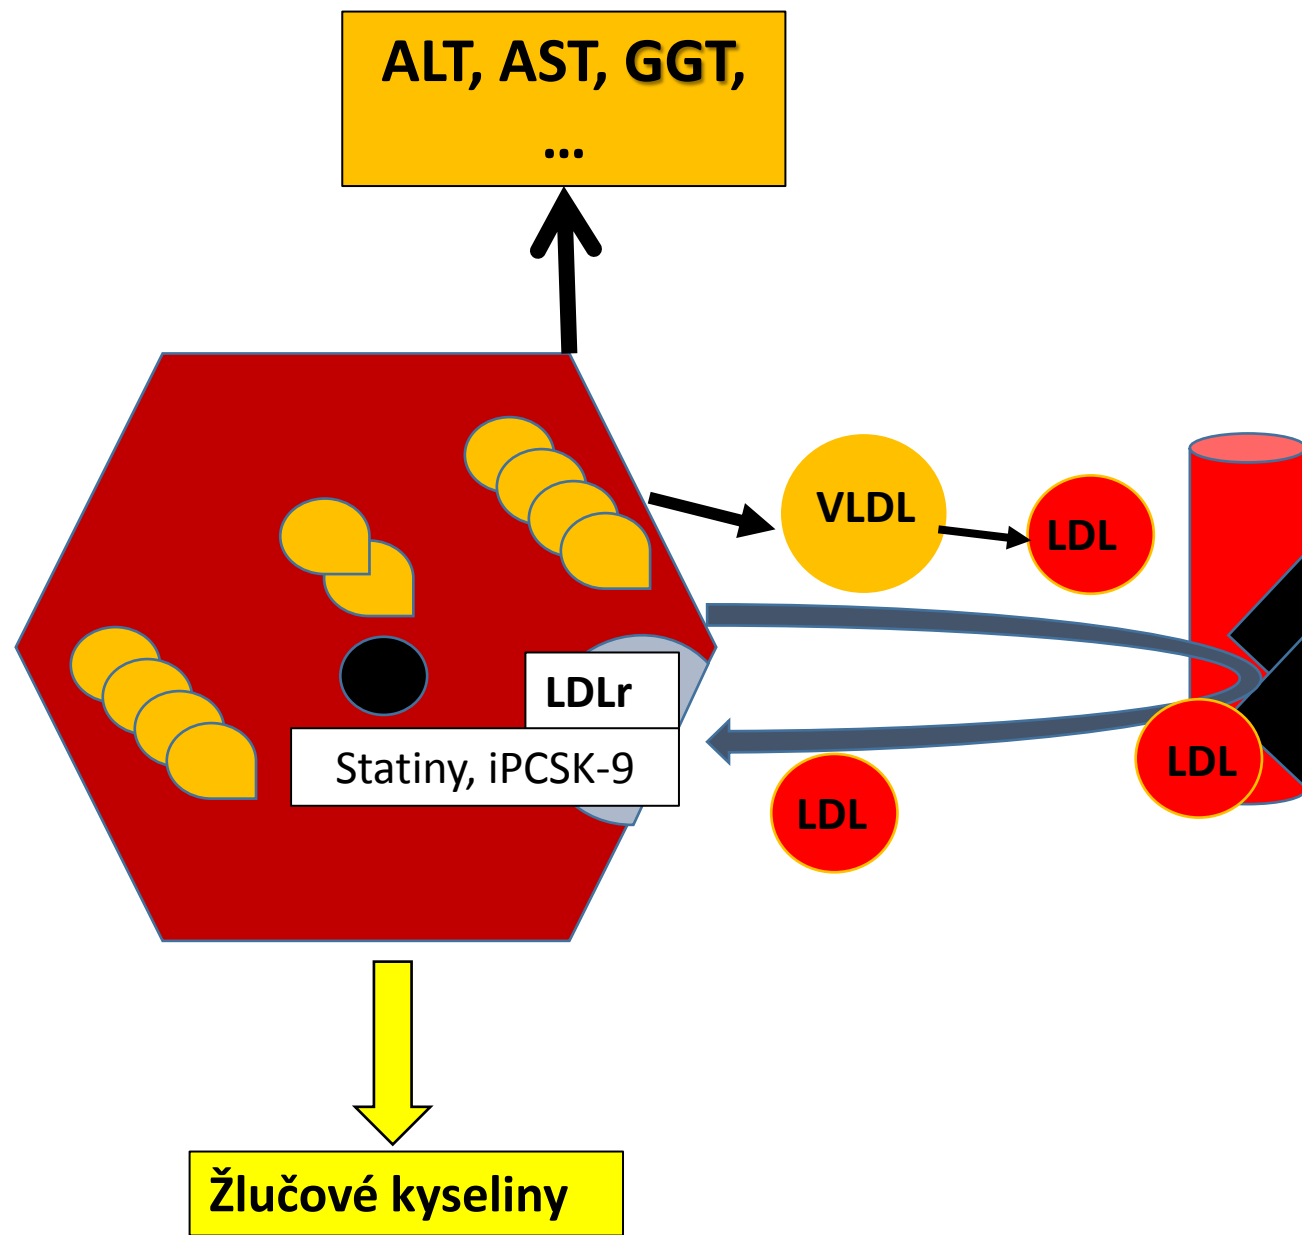 ALT, AST, GGT,
...
VLDL
LDL
LDLr
Statiny, iPCSK-9
LDL
LDL
Žlučové kyseliny